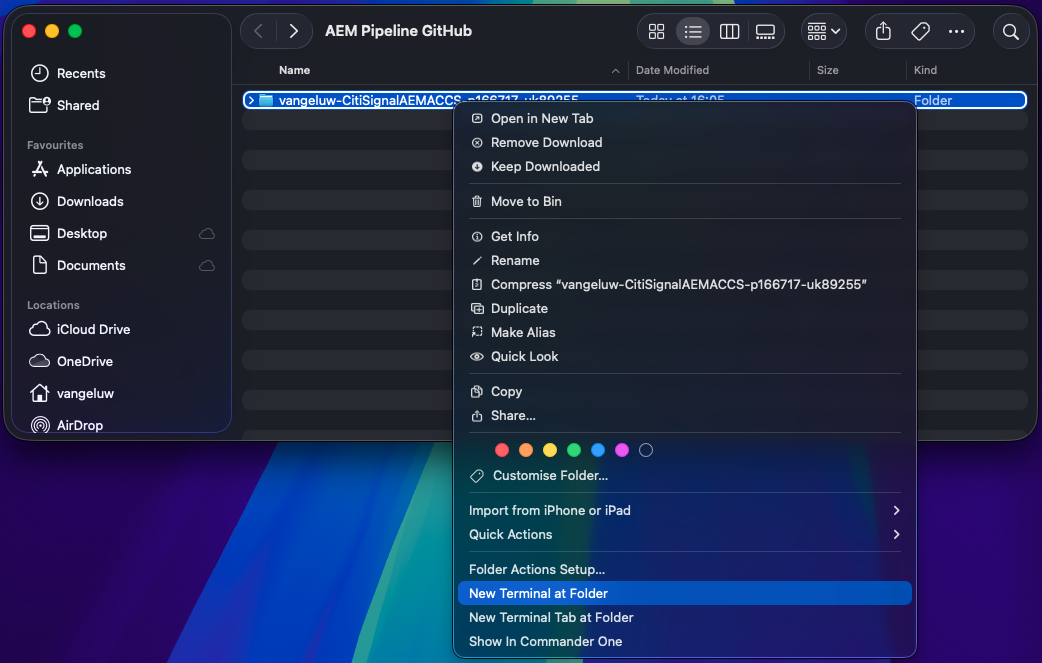 AEM Pipeline GitHub
Recents
Shared
Favourites
Applications
Downloads
Desktop
Documents
Locations
iCloud Drive
OneDrive
vangeluw
AirDrop
Name
Date Modified
Size
Kind
vangeluw-CitiSignalAEMACCS-p166717-uk89255
Today at 16:05
Folder
Open in New Tab
Remove Download
Keep Downloaded
Move to Bin
Get Info
Rename
Compress “vangeluw-CitiSignalAEMACCS-p166717-uk89255”
Duplicate
Make Alias
Quick Look
Copy
Share...
Customise Folder...
Import from iPhone or iPad
Quick Actions
Folder Actions Setup...
New Terminal at Folder
New Terminal Tab at Folder
Show In Commander One